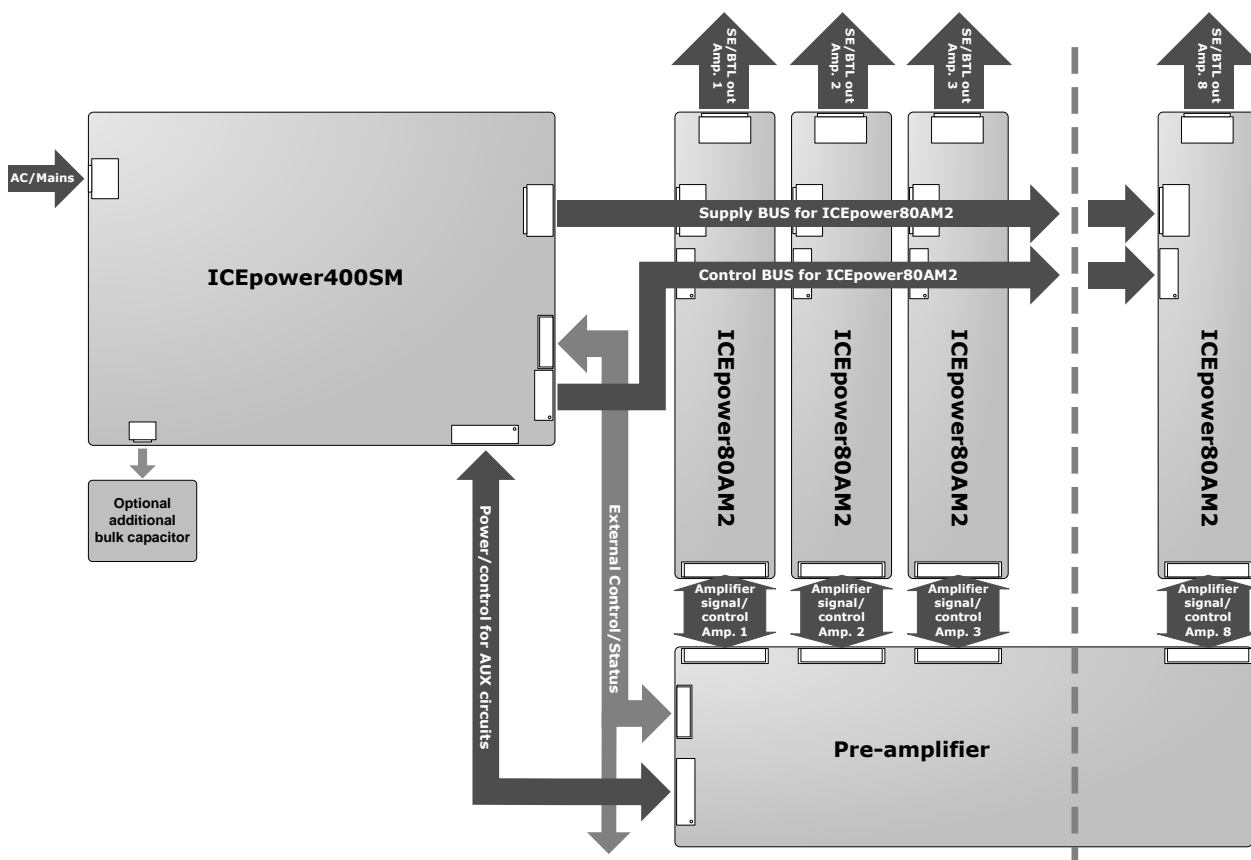 SE/BTL out
Amp. 1
SE/BTL out
Amp. 2
SE/BTL out
Amp. 3
SE/BTL out
Amp. 8
AC/Mains
Supply BUS for ICEpower80AM2
ICEpower400SM
Control BUS for ICEpower80AM2
ICEpower80AM2
ICEpower80AM2
ICEpower80AM2
ICEpower80AM2
Optional
additional
bulk capacitor
Power/control for AUX circuits
External Control/Status
Amplifier
signal/
control
Amp. 1
Amplifier
signal/
control
Amp. 2
Amplifier
signal/
control
Amp. 3
Amplifier
signal/
control
Amp. 8
Pre-amplifier